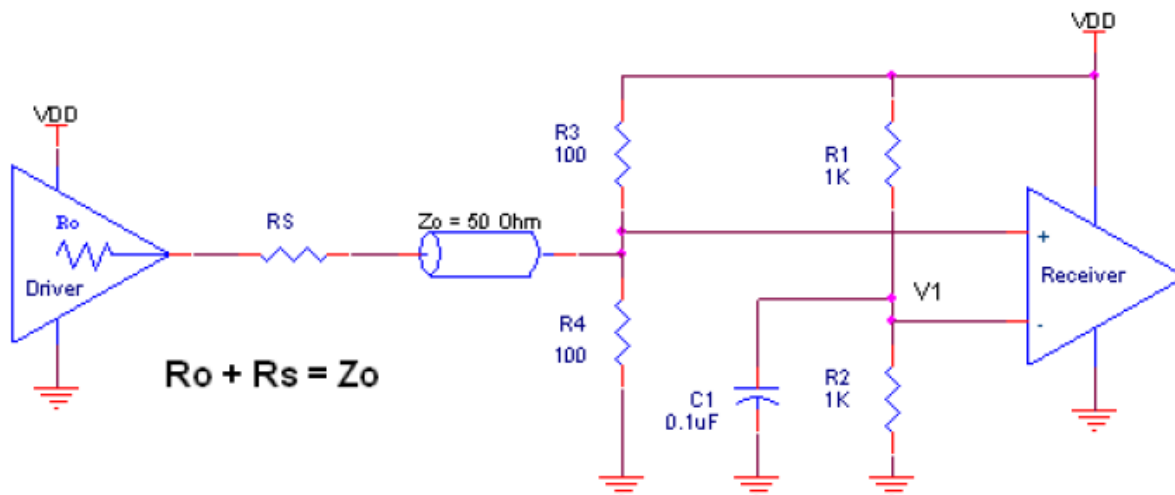 VDD
Ro
Driver
RS
Zo = 50 Ohm
R3
100
R4
100
VDD
R1
1K
V1
R2
1K
C1
0.1uF
+
-
Receiver
Ro + Rs = Zo